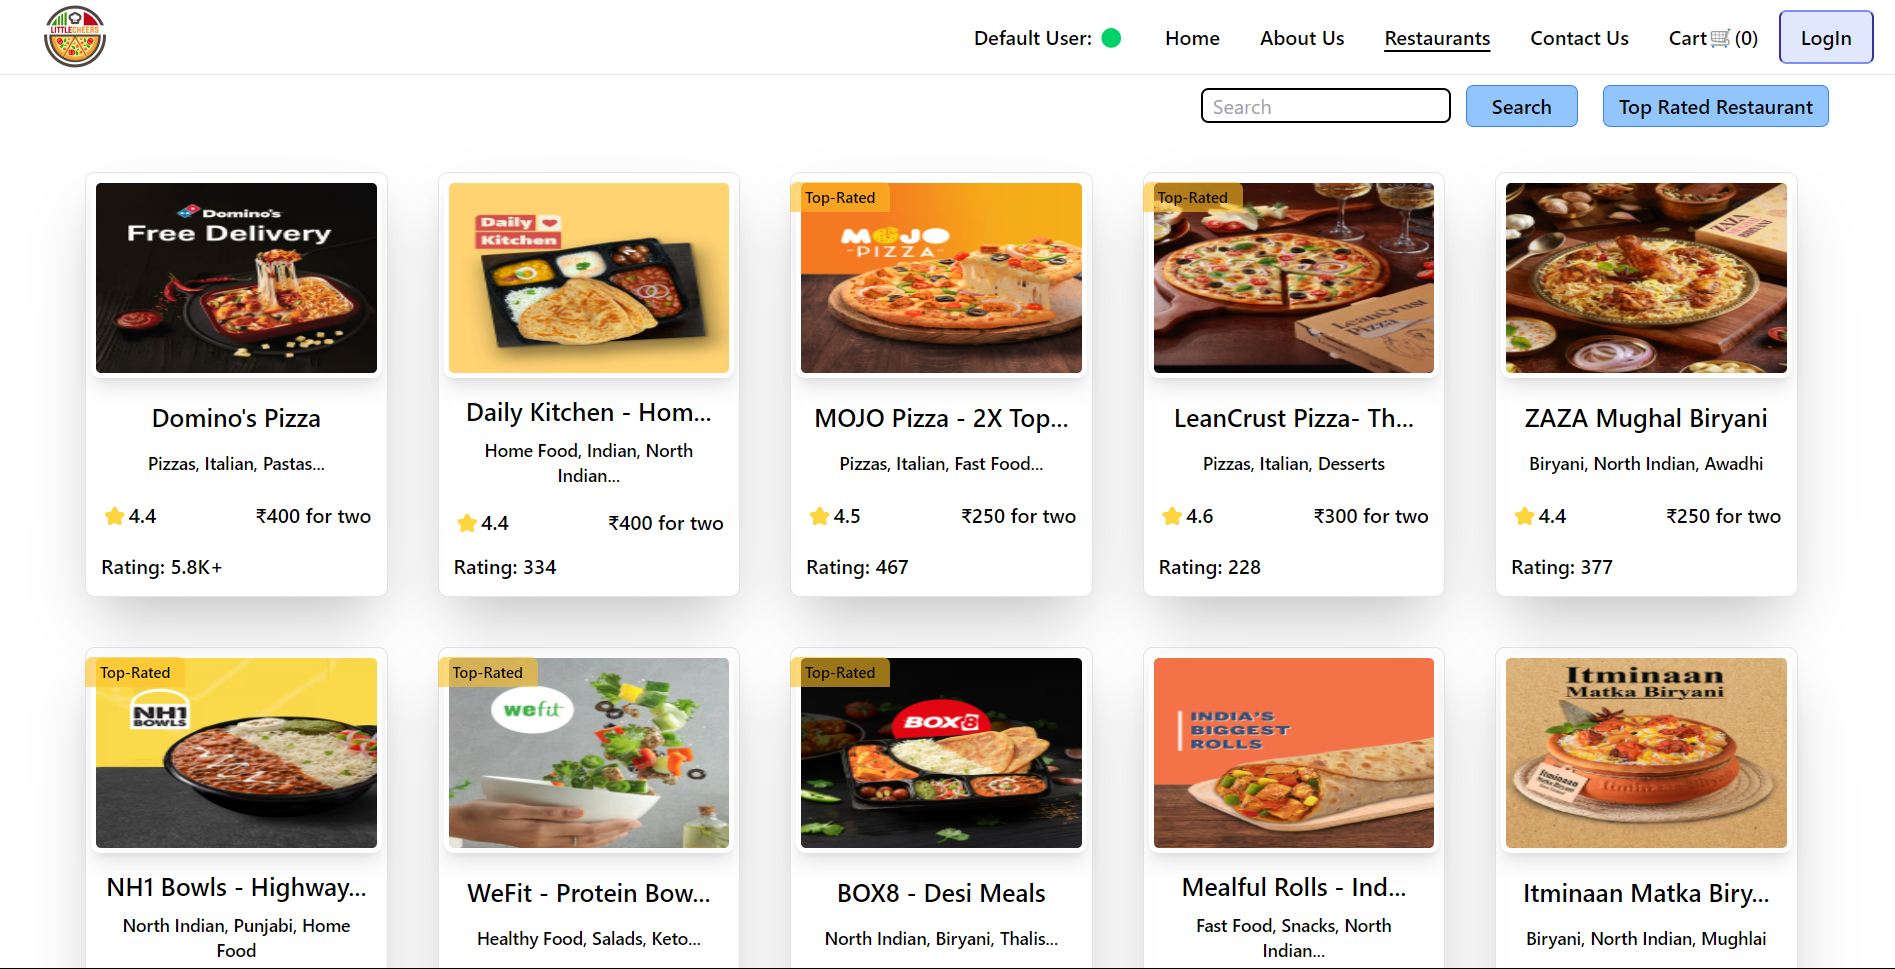 LITTLECHEERS
Default User:
Home
About Us
Restaurants
Contact Us
Cart🛒(0)
LogIn
Search
Search
Top Rated Restaurant
Domino's
Free Delivery
Domino's Pizza
Pizzas, Italian, Pastas...
4.4
₹400 for two
Rating: 5.8K+
Daily
Kitchen
Daily Kitchen - Hom...
Home Food, Indian, North
Indian...
4.4
₹400 for two
Rating: 334
Top-Rated
MOJO
-PIZZA-
MOJO Pizza - 2X Top...
Pizzas, Italian, Fast Food...
4.5
₹250 for two
Rating: 467
Top-Rated
LeanCrust
Pizza
LeanCrust Pizza- Th...
Pizzas, Italian, Desserts
4.6
₹300 for two
Rating: 228
ZAZA
ZAZA Mughal Biryani
Biryani, North Indian, Awadhi
4.4
₹250 for two
Rating: 377
Top-Rated
NH1
BOWLS
NH1 Bowls - Highway...
North Indian, Punjabi, Home
Food
Top-Rated
wefit
WeFit - Protein Bow...
Healthy Food, Salads, Keto...
Top-Rated
BOX8
BOX8 - Desi Meals
North Indian, Biryani, Thalis...
INDIA'S
BIGGEST
ROLLS
Mealful Rolls - Ind...
Fast Food, Snacks, North
Indian...
Itminaan
Matka Biryani
Itminaan
Matka Biryani
Itminaan Matka Biry...
Biryani, North Indian, Mughlai